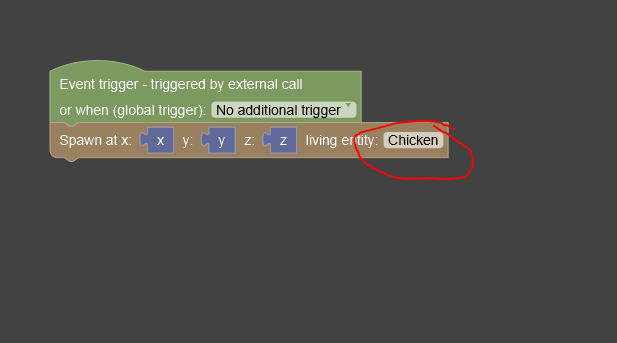 Event trigger - triggered by external call
or when (global trigger): No additional trigger
Spawn at x: x y: y z: z living entity: Chicken